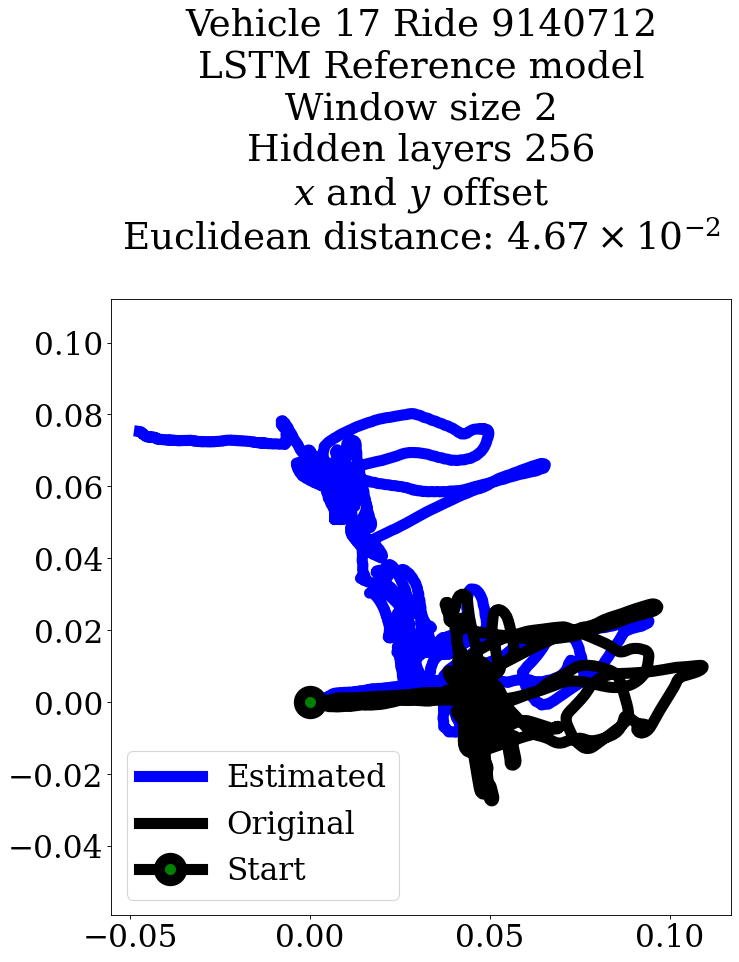 Vehicle 17 Ride 9140712
LSTM Reference model
Window size 2
Hidden layers 256
x and y offset
Euclidean distance: 4.67 × 10⁻²
0.10
0.08
0.06
0.04
0.02
0.00
−0.02
−0.04
Estimated
Original
Start
−0.05 0.00 0.05 0.10